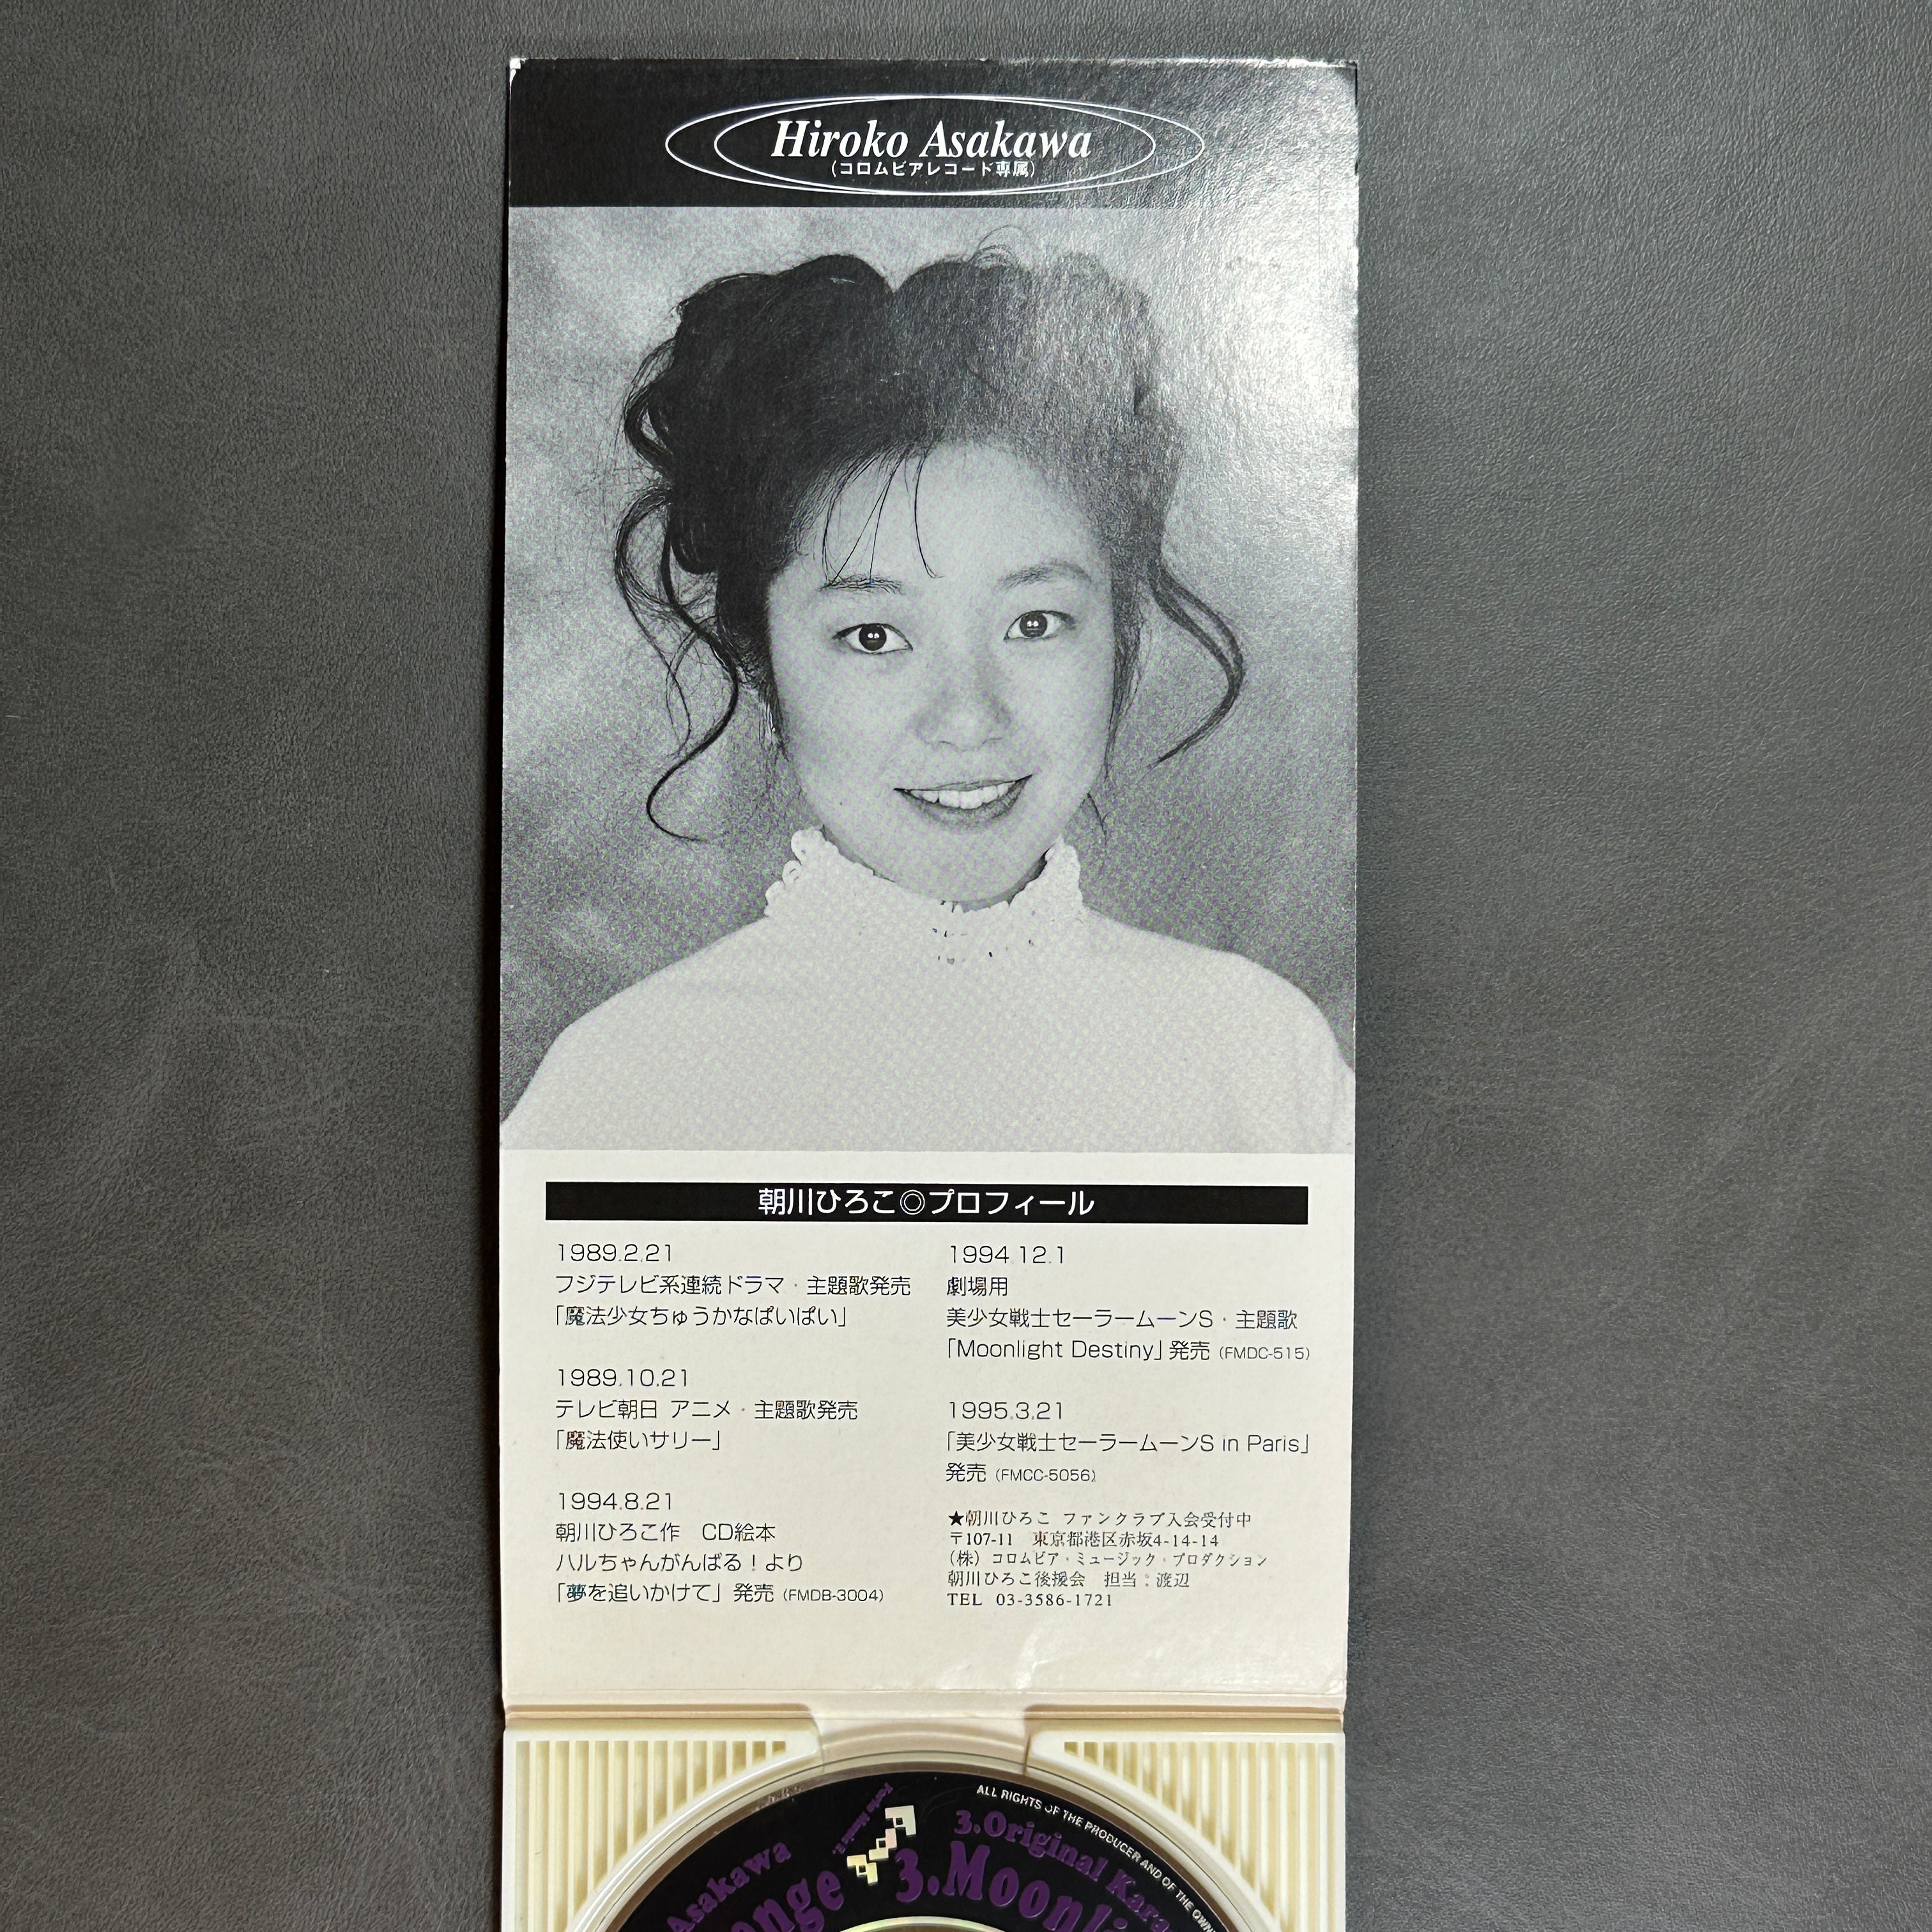 Hiroko Asakawa
(コロムビアレコード専属)
朝川ひろこ◎プロフィール
1989.2.21
フジテレビ系連続ドラマ・主題歌発売
「魔法少女ちゅうかなぱいぱい」
1989.10.21
テレビ朝日 アニメ・主題歌発売
「魔法使いサリー」
1994.8.21
朝川ひろこ作 CD絵本
ハルちゃんがんばる!より
「夢を追いかけて」発売 (FMDB-3004)
1994.12.1
劇場用
美少女戦士セーラームーンS・主題歌
「Moonlight Destiny」発売 (FMDC-515)
1995.3.21
「美少女戦士セーラームーンS in Paris」
発売 (FMCC-5056)
★朝川ひろこ ファンクラブ入会受付中
〒107-11 東京都港区赤坂4-14-14
(株) コロムビア・ミュージック・プロダクション
朝川ひろこ後援会 担当:渡辺
TEL 03-3586-1721
ALL RIGHTS OF THE PRODUCER AND OF THE OWN
3.Original Kara
3.Moonli
Asakawa